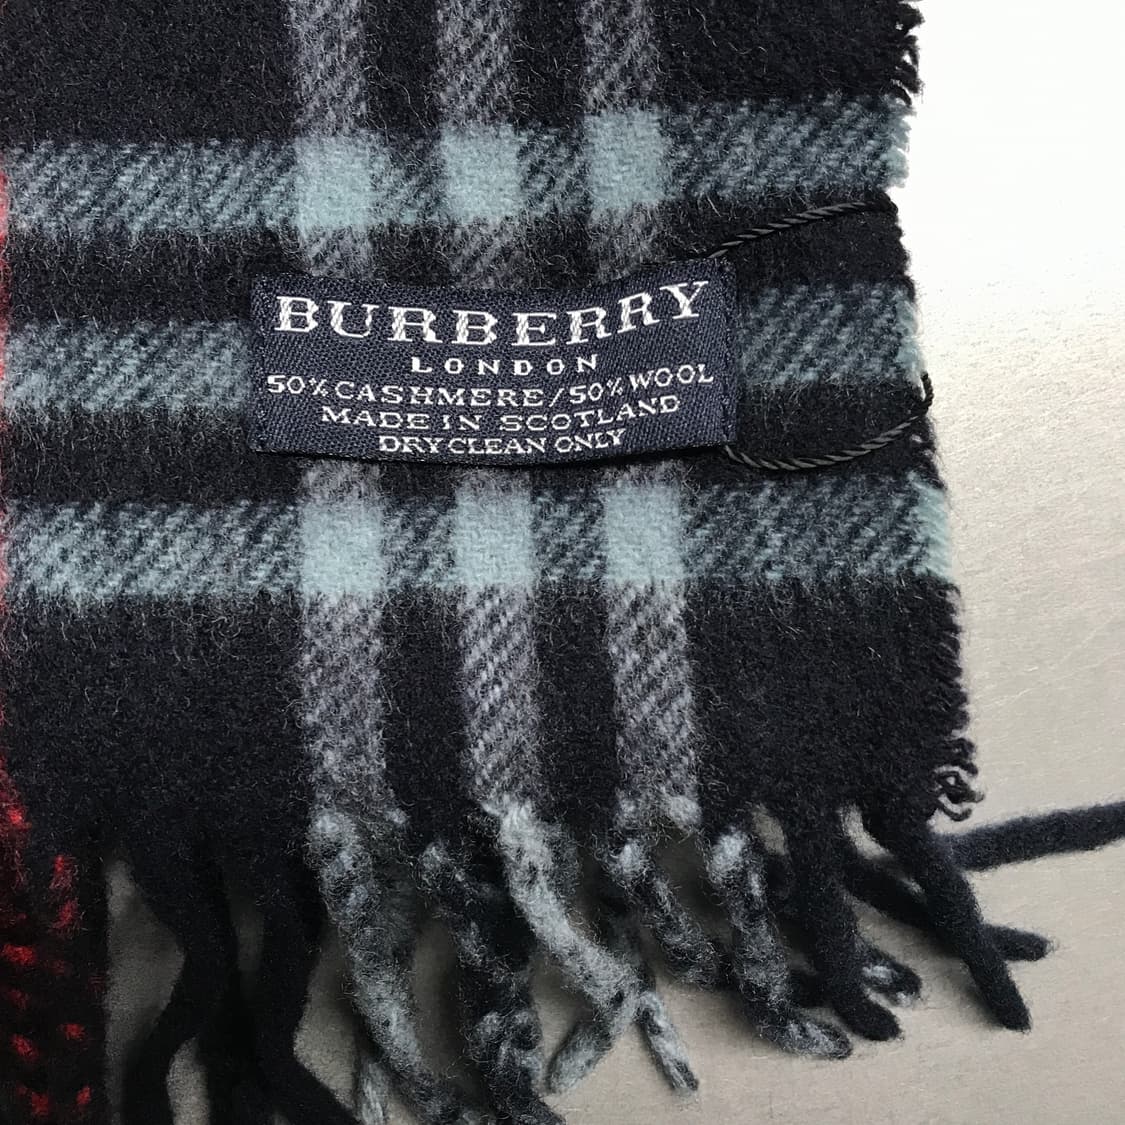 BURBERRY
LONDON
50% CASHMERE/50% WOOL
MADE IN SCOTLAND
DRY CLEAN ONLY